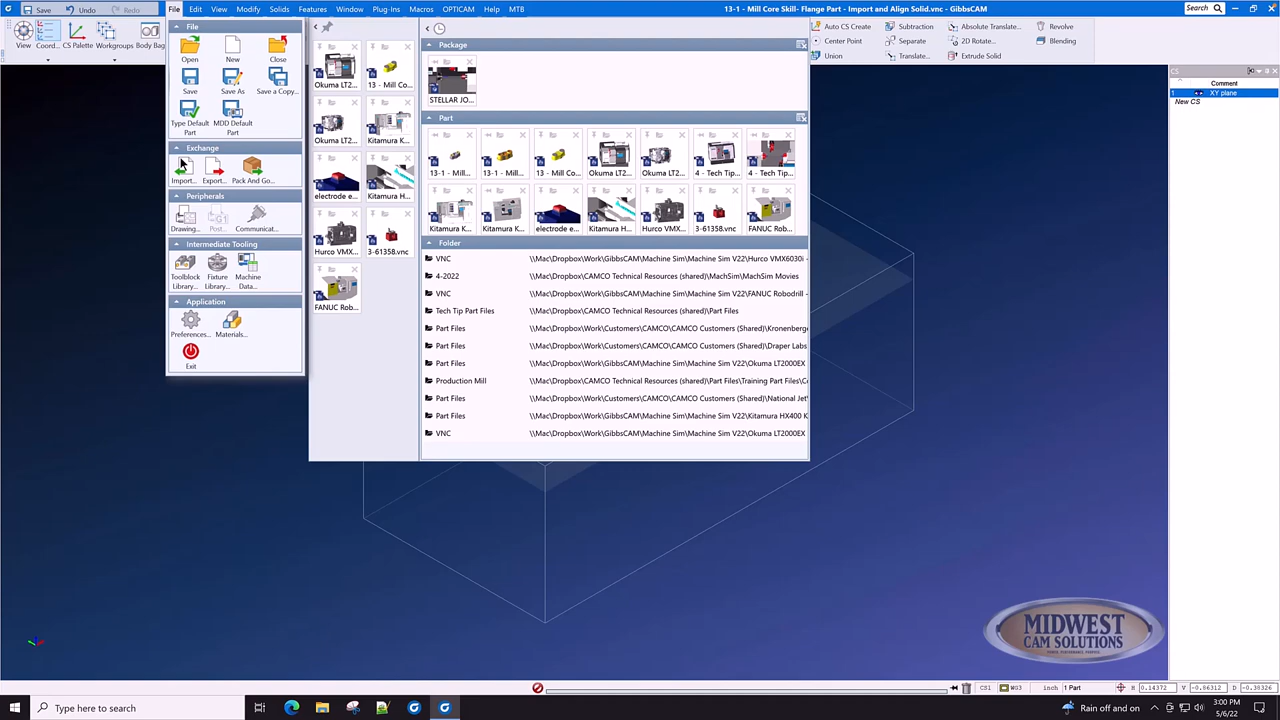 File Edit View Modify Solids Features Window Info Plug-Ins Macros OPTICAM Help MTB
13-1 - Mill Core Skill- Flange Part - Import and Align Solid.vnc - GibbsCAM
Search
Save Undo Redo
View Coord... CS Palette Workgroups Body Bag
Auto CS Create Subtraction Absolute Translate... Revolve
Center Point Separate 2D Rotate... Blending
Union Translate... Extrude Solid
File
Open New Close
Save Save As Save a Copy...
Type Default Part MDD Default Part
Exchange
Import... Export... Pack And Go...
Peripherals
Drawing... Post... Communicat...
Intermediate Tooling
Toolblock Library... Fixture Library... Machine Data...
Application
Preferences... Materials...
Exit
Okuma LT2... 13 - Mill Co...
Okuma LT2... Kitamura K...
electrode e... Kitamura H...
Hurco VMX... 3-61358.vnc
FANUC Rob...
Package
STELLAR JO...
Part
13-1 - Mill... 13-1 - Mill... 13 - Mill Co... Okuma LT2... Okuma LT2... 4 - Tech Tip... 4 - Tech Tip...
Kitamura K... Kitamura K... electrode e... Kitamura H... Hurco VMX... 3-61358.vnc FANUC Rob...
Folder
VNC \\Mac\Dropbox\Work\GibbsCAM\Machine Sim\Machine Sim V22\Hurco VMX6030i -
4-2022 \\Mac\Dropbox\CAMCO Technical Resources (shared)\MachSim\MachSim Movies
VNC \\Mac\Dropbox\Work\GibbsCAM\Machine Sim\Machine Sim V22\FANUC Robodrill -
Tech Tip Part Files \\Mac\Dropbox\CAMCO Technical Resources (shared)\Part Files
Part Files \\Mac\Dropbox\Work\Customers\CAMCO\CAMCO Customers (Shared)\Kronenberg
Part Files \\Mac\Dropbox\Work\Customers\CAMCO\CAMCO Customers (Shared)\Draper Labs
Part Files \\Mac\Dropbox\Work\GibbsCAM\Machine Sim\Machine Sim V22\Okuma LT2000EX
Production Mill \\Mac\Dropbox\CAMCO Technical Resources (shared)\Part Files\Training Part Files\C
Part Files \\Mac\Dropbox\Work\Customers\CAMCO\CAMCO Customers (Shared)\National Jet
Part Files \\Mac\Dropbox\Work\GibbsCAM\Machine Sim\Machine Sim V22\Kitamura HX400 K
VNC \\Mac\Dropbox\Work\GibbsCAM\Machine Sim\Machine Sim V22\Okuma LT2000EX
CS
Comment
1 XY plane
New CS
MIDWEST
CAM SOLUTIONS
CS1 WG3 inch 1 Part H 0.14372 V -0.86312 D -0.38326
Type here to search
Rain off and on
3:00 PM
5/6/22